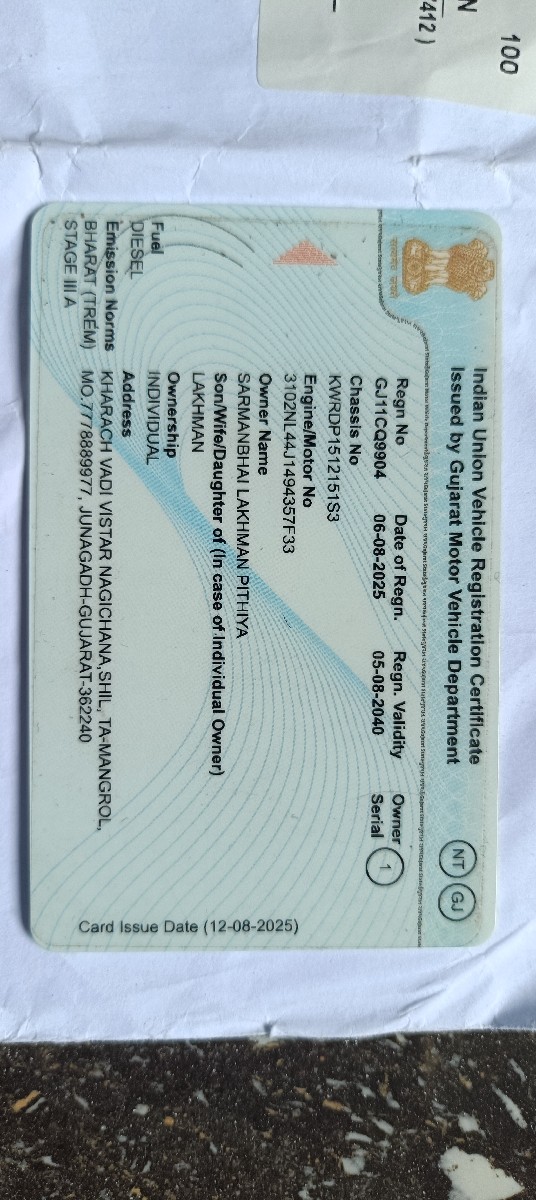 100
N
7412 )
Indian Union Vehicle Registration Certificate
Issued by Gujarat Motor Vehicle Department
NT GJ
Regn No Date of Regn. Regn. Validity Owner
GJ11CQ9904 06-08-2025 05-08-2040 Serial 1
Chassis No
KWRDP1512151S3
Engine/Motor No
3102NL44J1494357F33
Owner Name
SARMANBHAI LAKHMAN PITHIYA
Son/Wife/Daughter of (In case of Individual Owner)
LAKHMAN
Ownership
INDIVIDUAL
Fuel
DIESEL
Emission Norms
BHARAT (TREM)
STAGE III A
Address
KHARACH VADI VISTAR NAGICHANA,SHIL, TA-MANGROL,
MO.7778889977, JUNAGADH-GUJARAT-362240
Card Issue Date (12-08-2025)